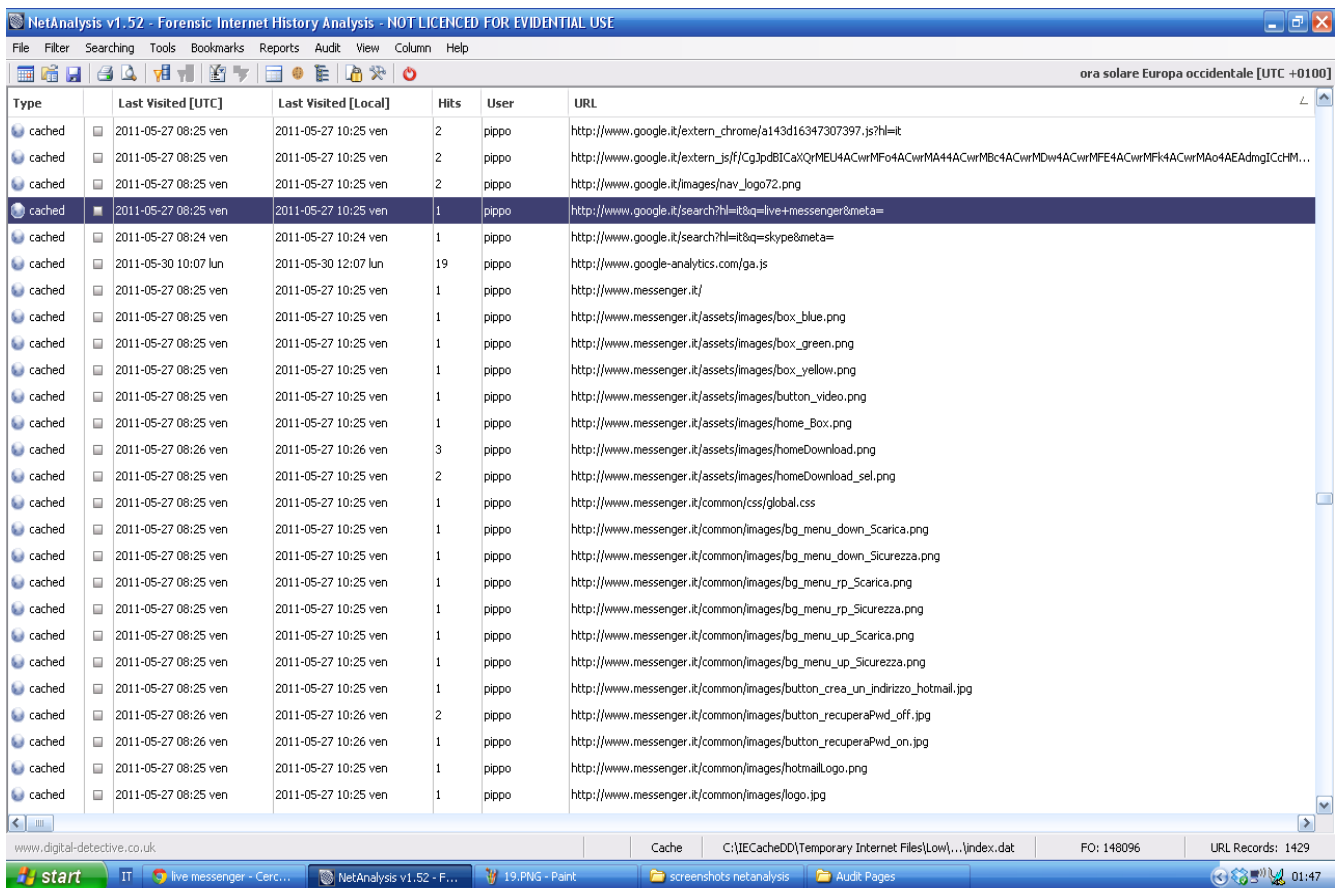 NetAnalysis v1.52 - Forensic Internet History Analysis - NOT LICENCED FOR EVIDENTIAL USE
File Filter Searching Tools Bookmarks Reports Audit View Column Help
ora solare Europa occidentale [UTC +0100]
Type Last Visited [UTC] Last Visited [Local] Hits User URL
cached 2011-05-27 08:25 ven 2011-05-27 10:25 ven 2 pippo http://www.google.it/extern_chrome/a143d16347307397.js?hl=it
cached 2011-05-27 08:25 ven 2011-05-27 10:25 ven 2 pippo http://www.google.it/extern_js/f/CgJpdBICaXQrMEU4ACwrMFo4ACwrMA44ACwrMBc4ACwrMDw4ACwrMFE4ACwrMFk4ACwrMAo4AEAdmgICcHM...
cached 2011-05-27 08:25 ven 2011-05-27 10:25 ven 2 pippo http://www.google.it/images/nav_logo72.png
cached 2011-05-27 08:25 ven 2011-05-27 10:25 ven 1 pippo http://www.google.it/search?hl=it&q=live+messenger&meta=
cached 2011-05-27 08:24 ven 2011-05-27 10:24 ven 1 pippo http://www.google.it/search?hl=it&q=skype&meta=
cached 2011-05-30 10:07 lun 2011-05-30 12:07 lun 19 pippo http://www.google-analytics.com/ga.js
cached 2011-05-27 08:25 ven 2011-05-27 10:25 ven 1 pippo http://www.messenger.it/
cached 2011-05-27 08:25 ven 2011-05-27 10:25 ven 1 pippo http://www.messenger.it/assets/images/box_blue.png
cached 2011-05-27 08:25 ven 2011-05-27 10:25 ven 1 pippo http://www.messenger.it/assets/images/box_green.png
cached 2011-05-27 08:25 ven 2011-05-27 10:25 ven 1 pippo http://www.messenger.it/assets/images/box_yellow.png
cached 2011-05-27 08:25 ven 2011-05-27 10:25 ven 1 pippo http://www.messenger.it/assets/images/button_video.png
cached 2011-05-27 08:25 ven 2011-05-27 10:25 ven 1 pippo http://www.messenger.it/assets/images/home_Box.png
cached 2011-05-27 08:26 ven 2011-05-27 10:26 ven 3 pippo http://www.messenger.it/assets/images/homeDownload.png
cached 2011-05-27 08:25 ven 2011-05-27 10:25 ven 2 pippo http://www.messenger.it/assets/images/homeDownload_sel.png
cached 2011-05-27 08:25 ven 2011-05-27 10:25 ven 1 pippo http://www.messenger.it/common/css/global.css
cached 2011-05-27 08:25 ven 2011-05-27 10:25 ven 1 pippo http://www.messenger.it/common/images/bg_menu_down_Scarica.png
cached 2011-05-27 08:25 ven 2011-05-27 10:25 ven 1 pippo http://www.messenger.it/common/images/bg_menu_down_Sicurezza.png
cached 2011-05-27 08:25 ven 2011-05-27 10:25 ven 1 pippo http://www.messenger.it/common/images/bg_menu_rp_Scarica.png
cached 2011-05-27 08:25 ven 2011-05-27 10:25 ven 1 pippo http://www.messenger.it/common/images/bg_menu_rp_Sicurezza.png
cached 2011-05-27 08:25 ven 2011-05-27 10:25 ven 1 pippo http://www.messenger.it/common/images/bg_menu_up_Scarica.png
cached 2011-05-27 08:25 ven 2011-05-27 10:25 ven 1 pippo http://www.messenger.it/common/images/bg_menu_up_Sicurezza.png
cached 2011-05-27 08:25 ven 2011-05-27 10:25 ven 1 pippo http://www.messenger.it/common/images/button_crea_un_indirizzo_hotmail.jpg
cached 2011-05-27 08:26 ven 2011-05-27 10:26 ven 2 pippo http://www.messenger.it/common/images/button_recuperaPwd_off.jpg
cached 2011-05-27 08:26 ven 2011-05-27 10:26 ven 1 pippo http://www.messenger.it/common/images/button_recuperaPwd_on.jpg
cached 2011-05-27 08:25 ven 2011-05-27 10:25 ven 1 pippo http://www.messenger.it/common/images/hotmailLogo.png
cached 2011-05-27 08:25 ven 2011-05-27 10:25 ven 1 pippo http://www.messenger.it/common/images/logo.jpg
www.digital-detective.co.uk Cache C:\IECacheDD\Temporary Internet Files\Low\...\index.dat FO: 148096 URL Records: 1429
start IT live messenger - Cerc... NetAnalysis v1.52 - F... 19.PNG - Paint screenshots netanalysis Audit Pages 01:47